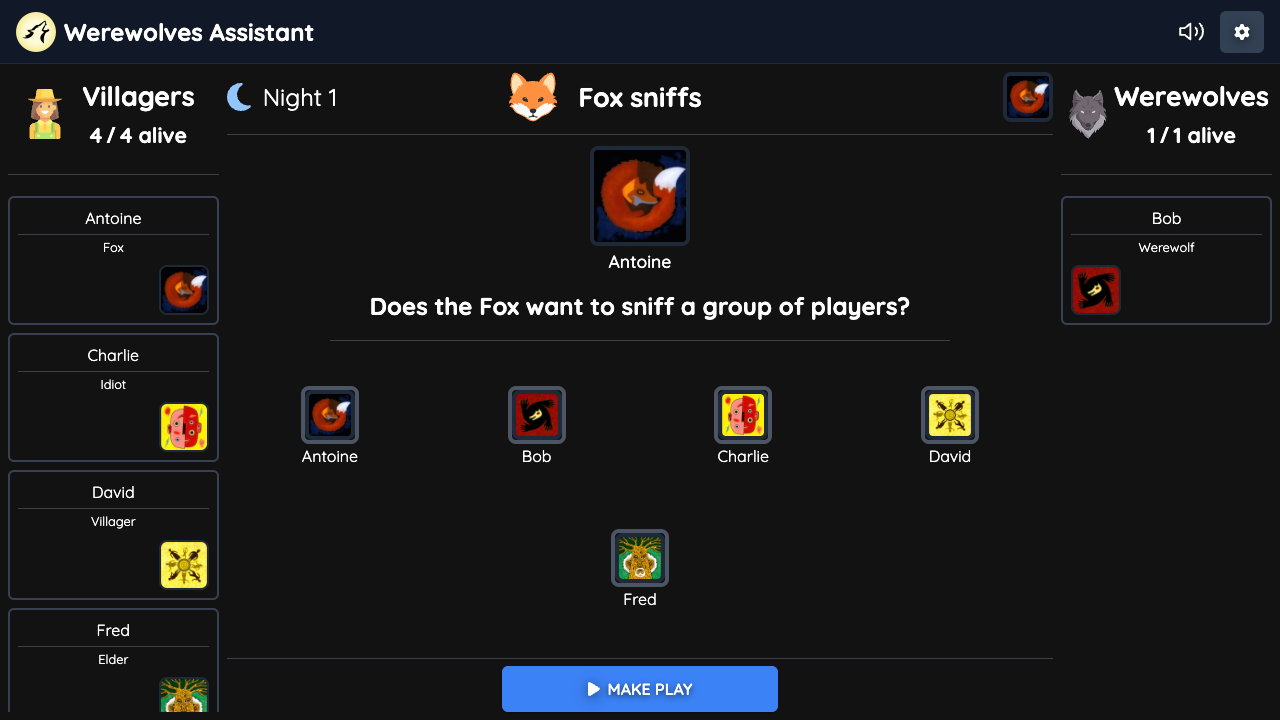 Werewolves Assistant
Villagers
4 / 4 alive
Night 1
Fox sniffs
Werewolves
1 / 1 alive
Antoine
Fox
Charlie
Idiot
David
Villager
Fred
Elder
Antoine
Does the Fox want to sniff a group of players?
Antoine
Bob
Charlie
David
Fred
MAKE PLAY
Bob
Werewolf